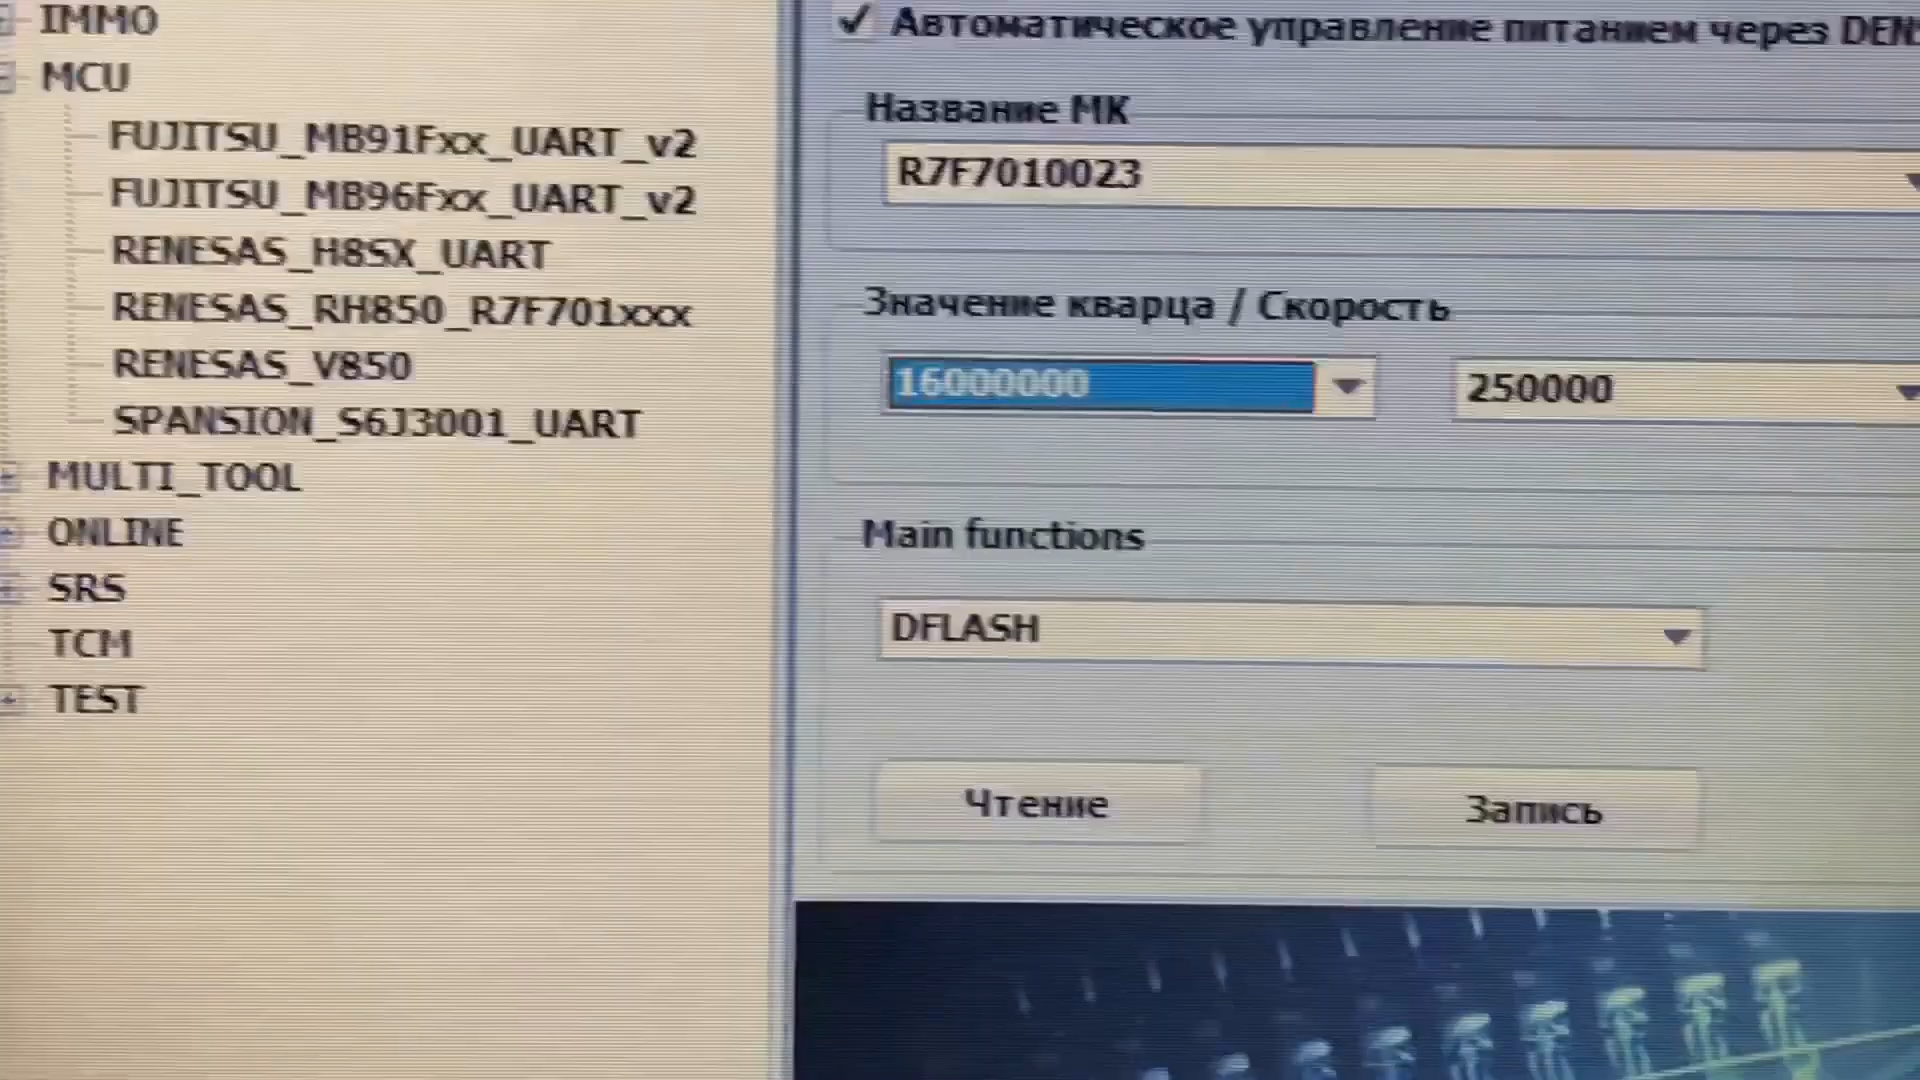 IMMO
MCU
FUJITSU_MB91Fxx_UART_v2
FUJITSU_MB96Fxx_UART_v2
RENESAS_H8SX_UART
RENESAS_RH850_R7F701xxx
RENESAS_V850
SPANSION_S6J3001_UART
MULTI_TOOL
ONLINE
SRS
TCM
TEST
Автоматическое управление питанием через DENS
Название МК
R7F7010023
Значение кварца / Скорость
16000000
250000
Main functions
DFLASH
Чтение
Запись